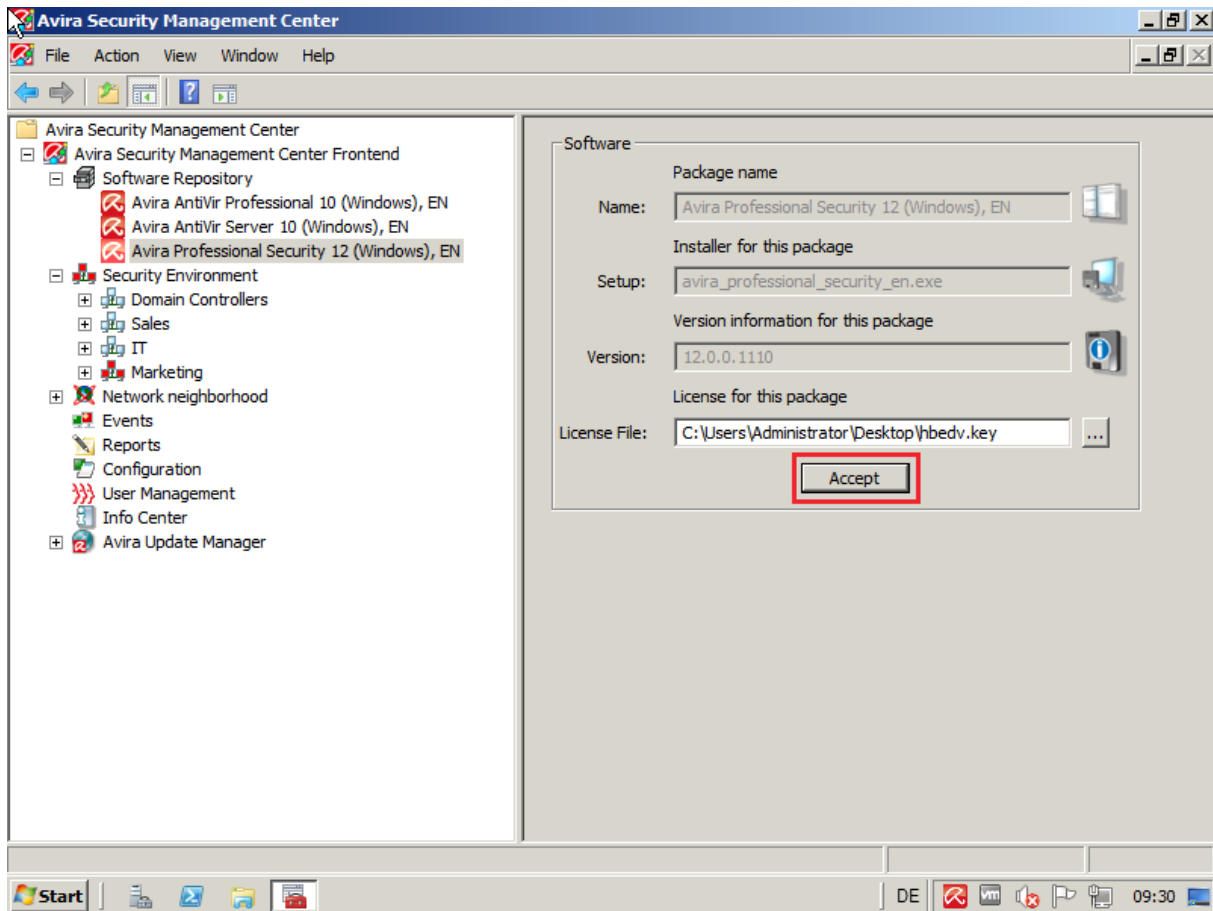 Avira Security Management Center
File Action View Window Help
Avira Security Management Center
Avira Security Management Center Frontend
Software Repository
Avira AntiVir Professional 10 (Windows), EN
Avira AntiVir Server 10 (Windows), EN
Avira Professional Security 12 (Windows), EN
Security Environment
Domain Controllers
Sales
IT
Marketing
Network neighborhood
Events
Reports
Configuration
User Management
Info Center
Avira Update Manager
Software
Package name
Name: Avira Professional Security 12 (Windows), EN
Installer for this package
Setup: avira_professional_security_en.exe
Version information for this package
Version: 12.0.0.1110
License for this package
License File: C:\Users\Administrator\Desktop\hbedv.key ...
Accept
Start DE vm 09:30